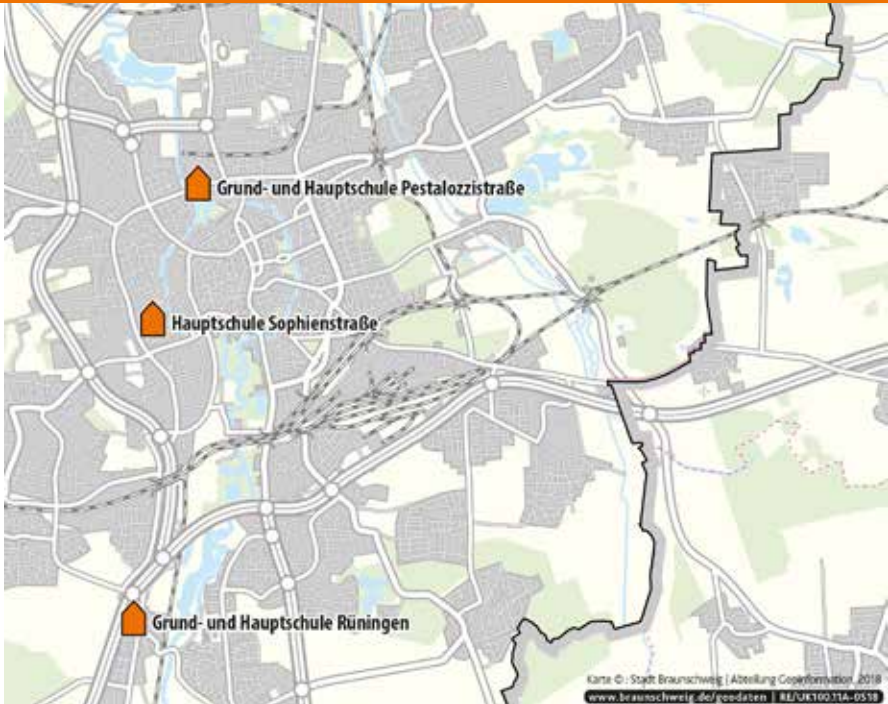 Grund- und Hauptschule Pestalozzistraße
Hauptschule Sophienstraße
Grund- und Hauptschule Rüningen
Karte © : Stadt Braunschweig | Abteilung Geoinformation, 2018
www.braunschweig.de/geodaten | RE/UK100.11A-0518